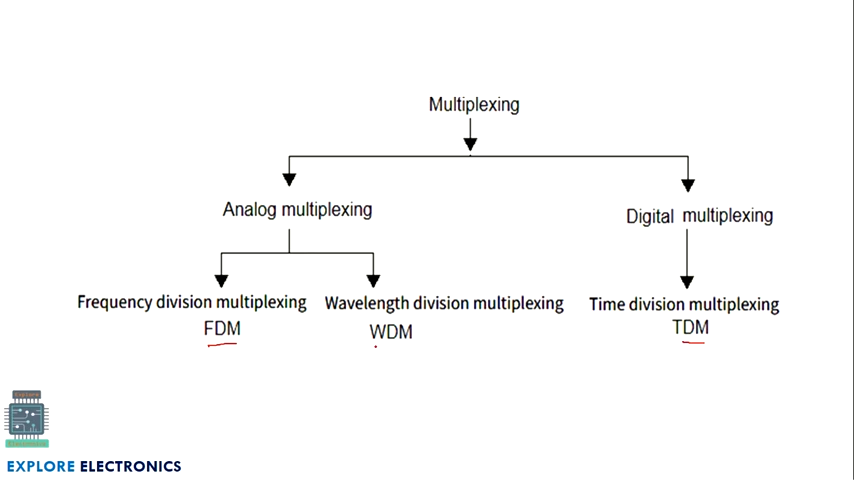 Multiplexing
Analog multiplexing
Digital multiplexing
Frequency division multiplexing
FDM
Wavelength division multiplexing
WDM
Time division multiplexing
TDM
EXPLORE ELECTRONICS